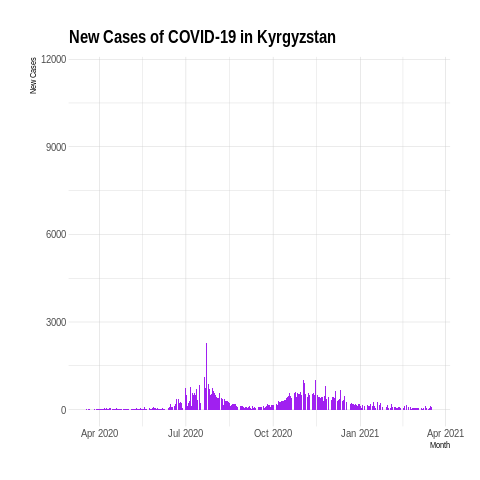 New Cases of COVID-19 in Kyrgyzstan
New Cases
12000
9000
6000
3000
0
Apr 2020 Jul 2020 Oct 2020 Jan 2021 Apr 2021
Month